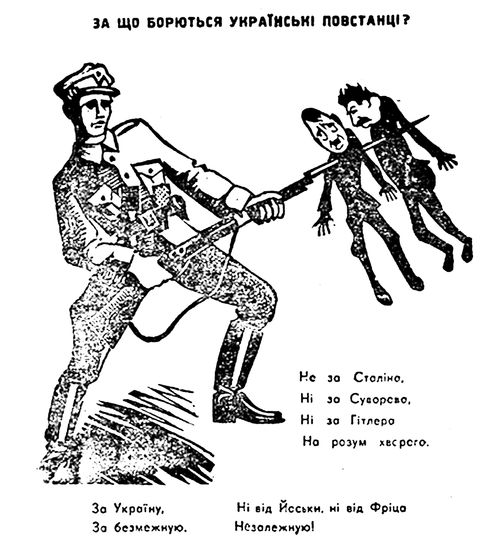 ЗА ЩО БОРЮТЬСЯ УКРАЇНСЬКІ ПОВСТАНЦІ?
Не за Сталіна,
Ні за Суворова,
Ні за Гітлера
На розум хворого.
За Україну,
За безмежную.
Ні від Йоськи, ні від Фріца
Незалежную!